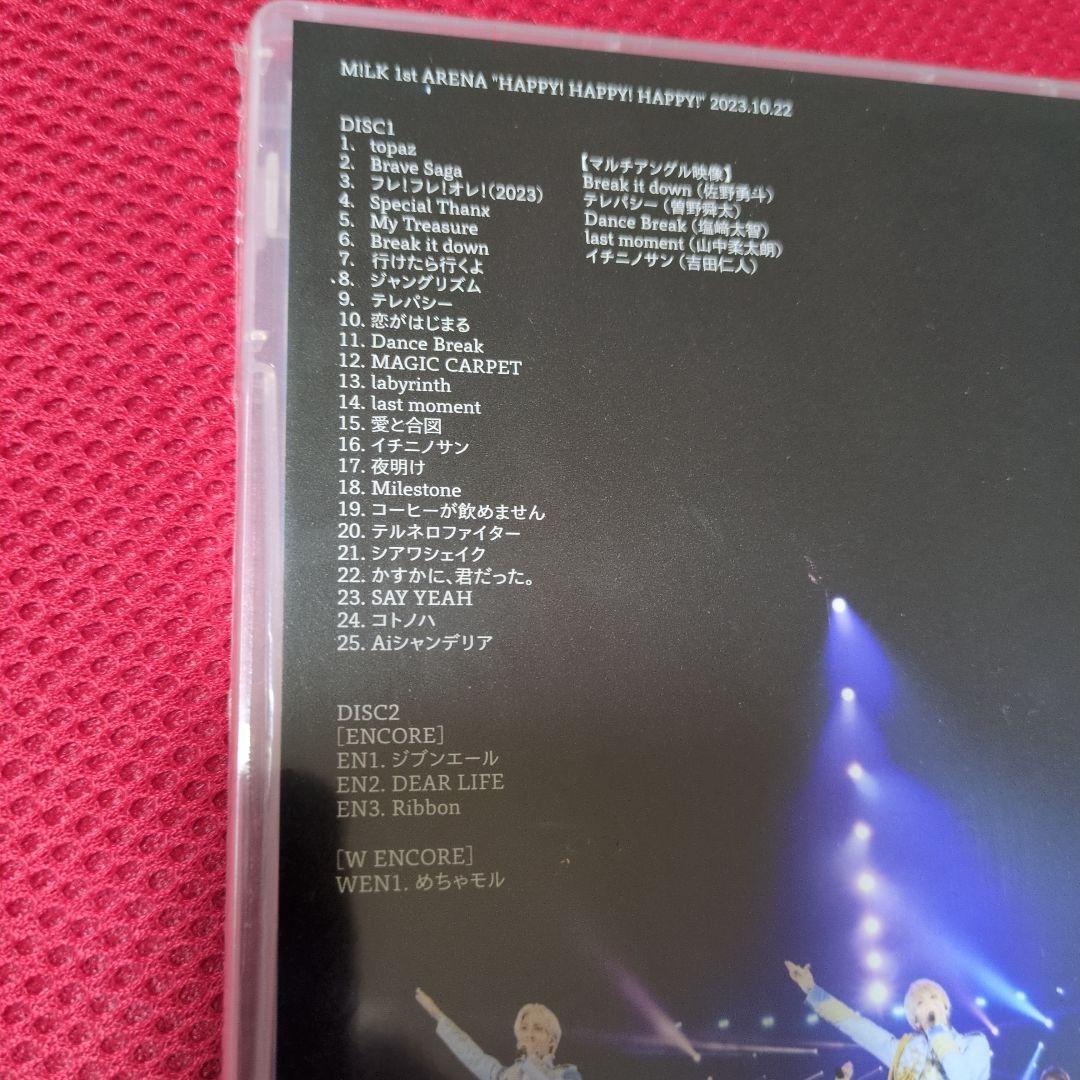 M!LK 1st ARENA "HAPPY! HAPPY! HAPPY!" 2023.10.22
DISC1
1. topaz
2. Brave Saga
3. フレ!フレ!オレ!(2023)
4. Special Thanx
5. My Treasure
6. Break it down
7. 行けたら行くよ
8. ジャングリズム
9. テレパシー
10. 恋がはじまる
11. Dance Break
12. MAGIC CARPET
13. labyrinth
14. last moment
15. 愛と合図
16. イチニノサン
17. 夜明け
18. Milestone
19. コーヒーが飲めません
20. テルネロファイター
21. シアワシェイク
22. かすかに、君だった。
23. SAY YEAH
24. コトノハ
25. Aiシャンデリア
【マルチアングル映像】
Break it down (佐野勇斗)
テレパシー (曽野舜太)
Dance Break (塩﨑太智)
last moment (山中柔太朗)
イチニノサン (吉田仁人)
DISC2
[ENCORE]
EN1. ジブンエール
EN2. DEAR LIFE
EN3. Ribbon
[W ENCORE]
WEN1. めちゃモル